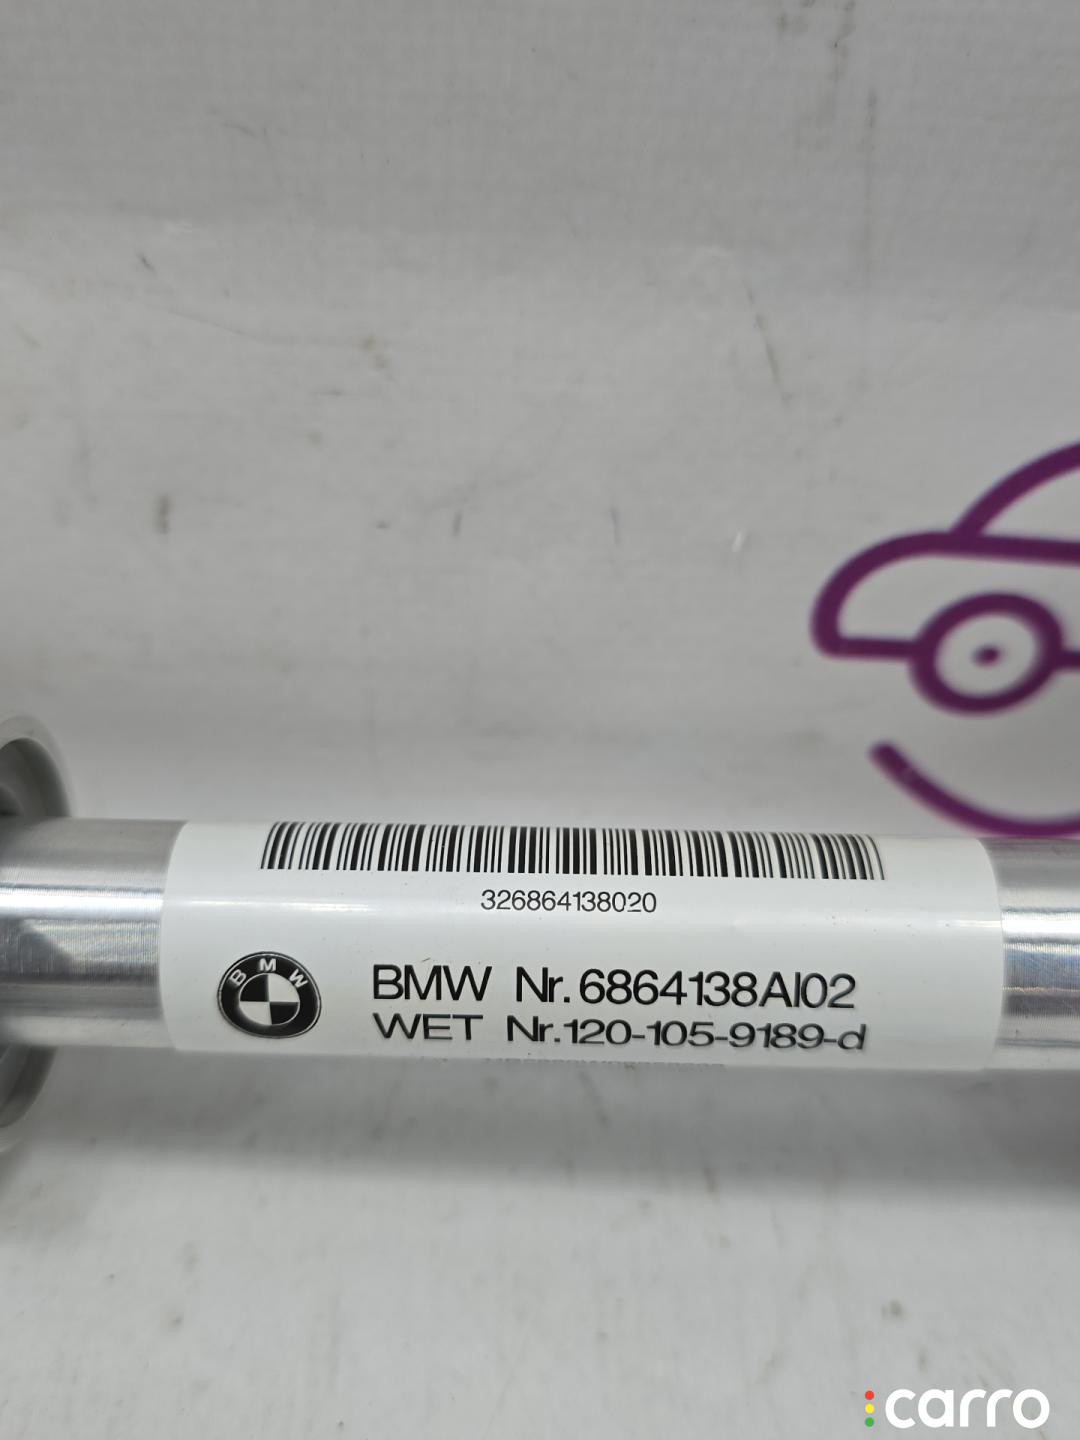 326864138020
BMW
BMW Nr.6864138AI02
WET Nr.120-105-9189-d
carro